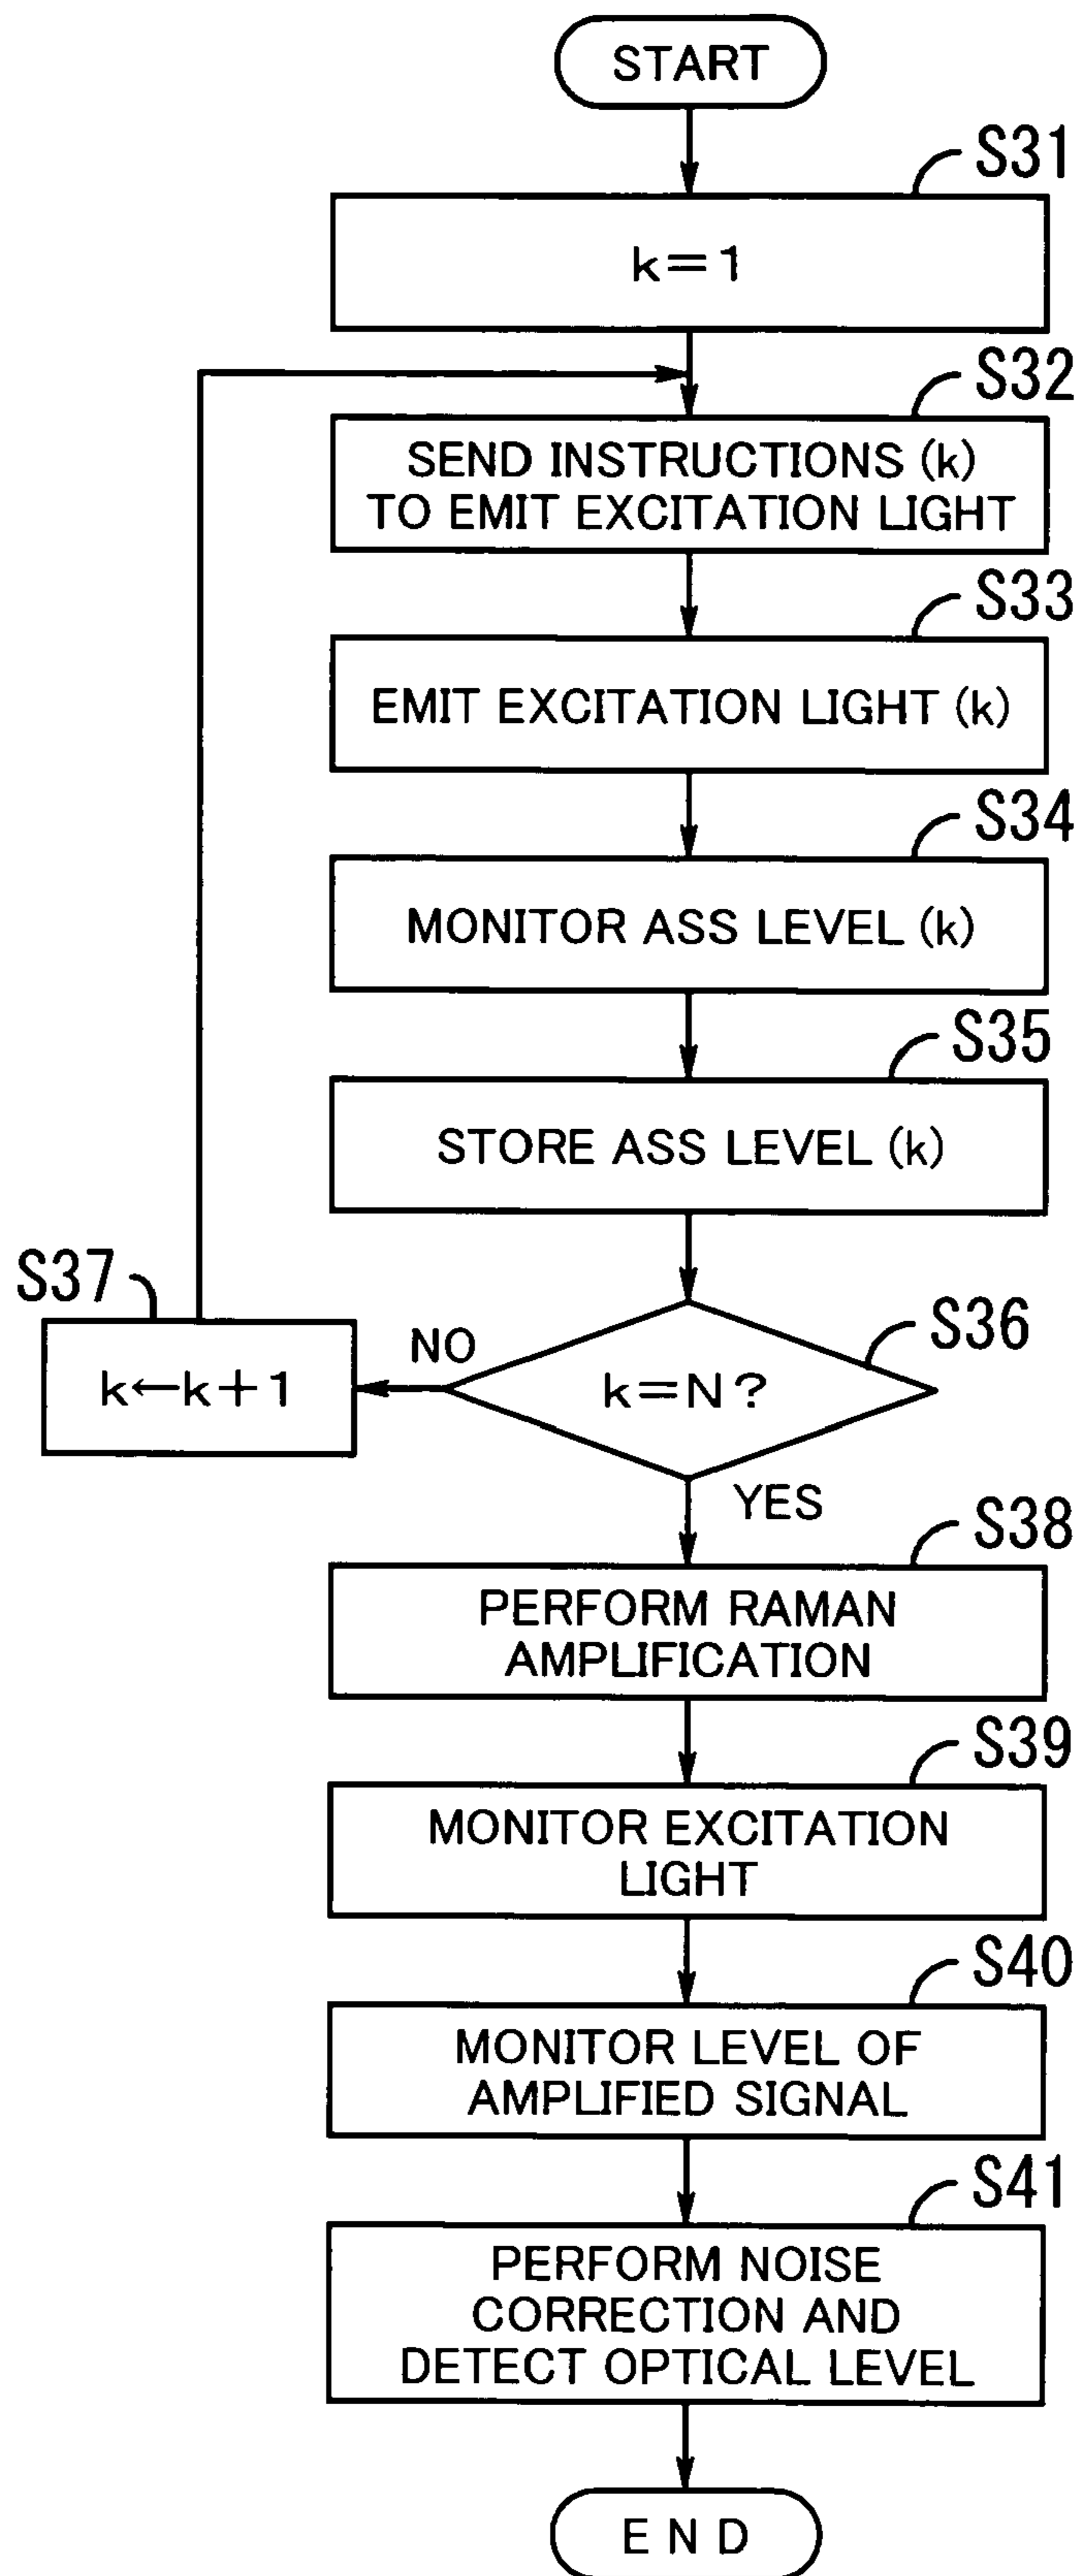 START
S31
k=1
S32
SEND INSTRUCTIONS (k)
TO EMIT EXCITATION LIGHT
S33
EMIT EXCITATION LIGHT (k)
S34
MONITOR ASS LEVEL (k)
S35
STORE ASS LEVEL (k)
S37
k←k+1
NO
S36
k=N?
YES
S38
PERFORM RAMAN
AMPLIFICATION
S39
MONITOR EXCITATION
LIGHT
S40
MONITOR LEVEL OF
AMPLIFIED SIGNAL
S41
PERFORM NOISE
CORRECTION AND
DETECT OPTICAL LEVEL
END